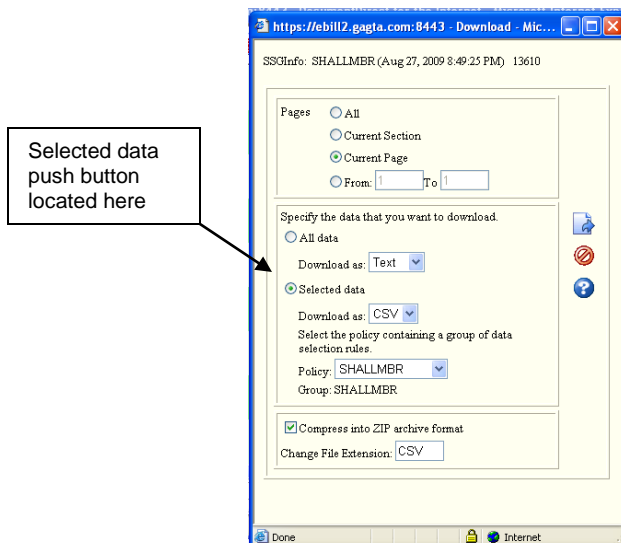 https://ebill2.gagta.com:8443 - Download - Mic...
SSGInfo: SHALLMBR (Aug 27, 2009 8:49:25 PM) 13610
Pages
All
Current Section
Current Page
From: 1 To 1
Selected data
push button
located here
Specify the data that you want to download.
All data
Download as: Text
Selected data
Download as: CSV
Select the policy containing a group of data
selection rules.
Policy: SHALLMBR
Group: SHALLMBR
Compress into ZIP archive format
Change File Extension: CSV
Done
Internet